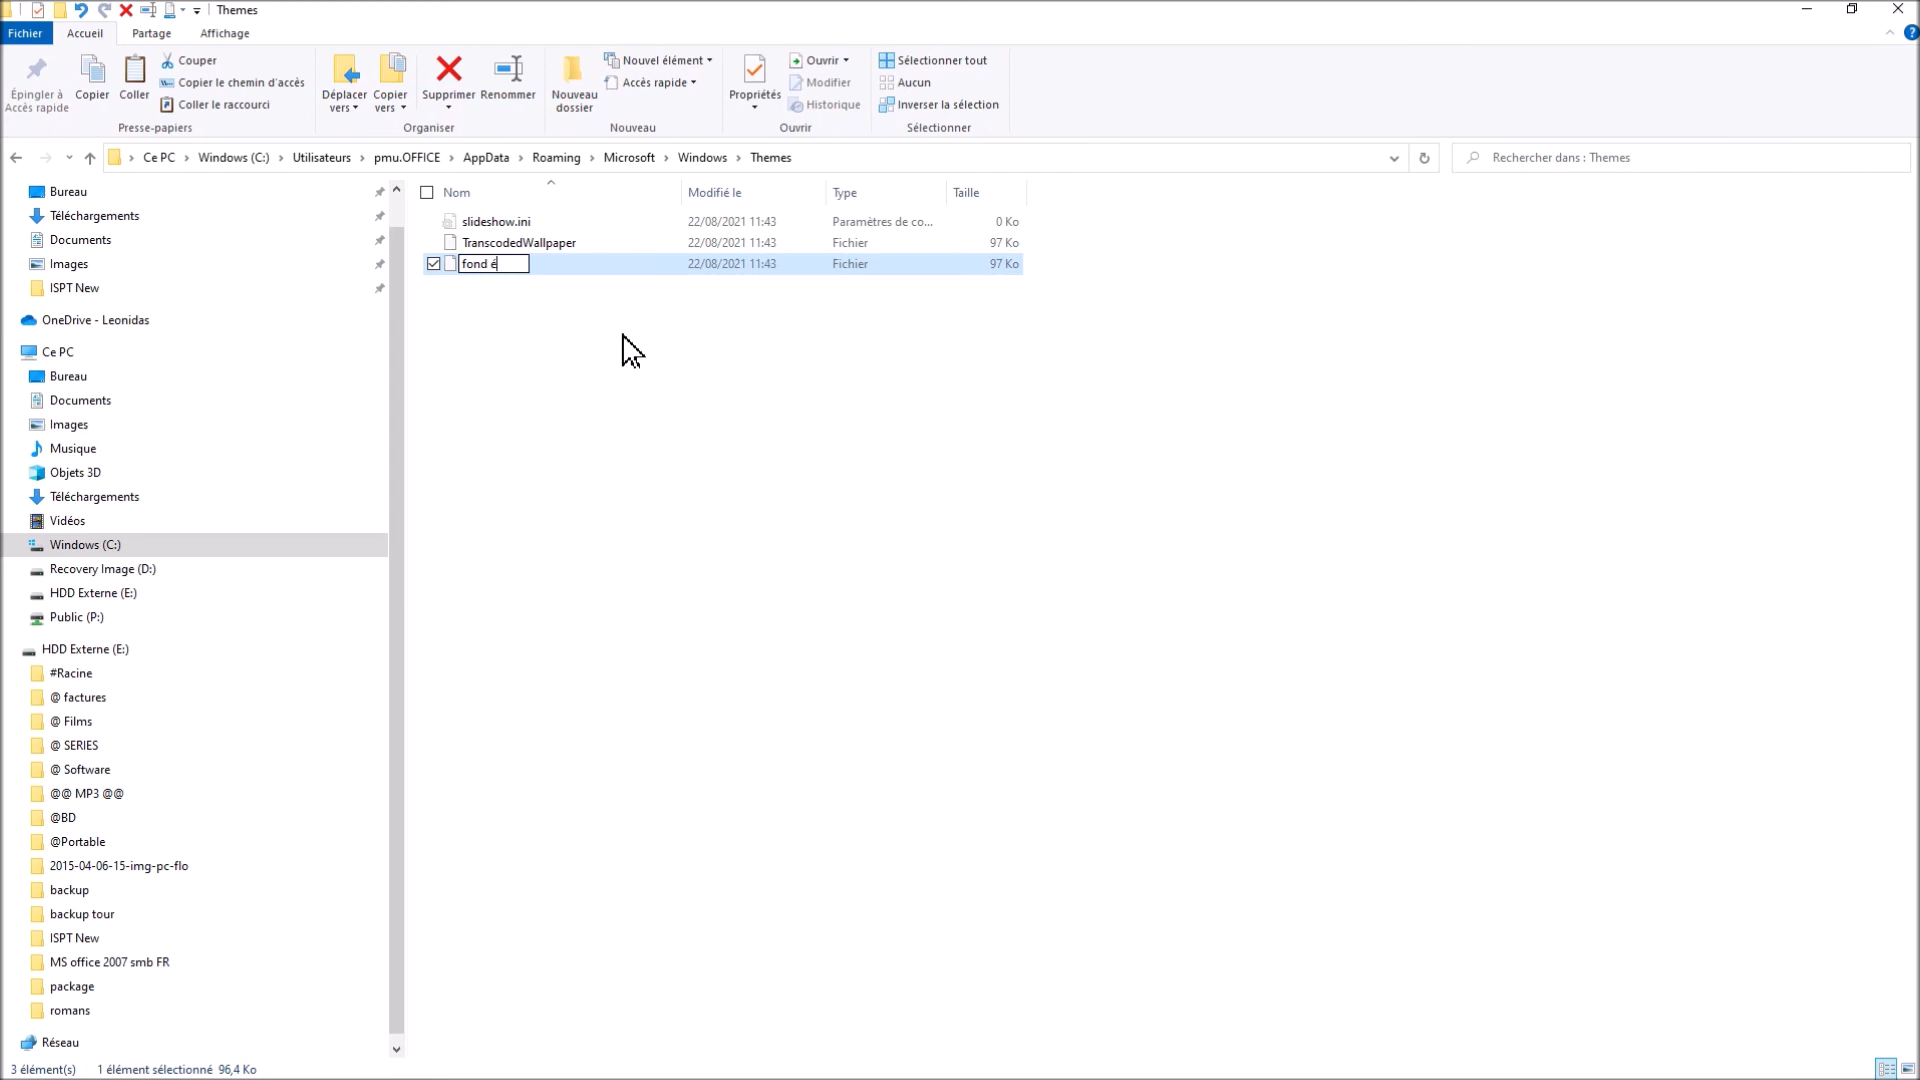 Themes
Fichier Accueil Partage Affichage
Épingler à
Accès rapide
Copier
Coller
Couper
Copier le chemin d'accès
Coller le raccourci
Presse-papiers
Déplacer
vers
Copier
vers
Supprimer
Renommer
Organiser
Nouveau
dossier
Nouvel élément
Accès rapide
Nouveau
Propriétés
Ouvrir
Modifier
Historique
Ouvrir
Sélectionner tout
Aucun
Inverser la sélection
Sélectionner
Ce PC › Windows (C:) › Utilisateurs › pmu.OFFICE › AppData › Roaming › Microsoft › Windows › Themes
Rechercher dans : Themes
Bureau
Téléchargements
Documents
Images
ISPT New
OneDrive - Leonidas
Ce PC
Bureau
Documents
Images
Musique
Objets 3D
Téléchargements
Vidéos
Windows (C:)
Recovery Image (D:)
HDD Externe (E:)
Public (P:)
HDD Externe (E:)
#Racine
@ factures
@ Films
@ SERIES
@ Software
@@ MP3 @@
@BD
@Portable
2015-04-06-15-img-pc-flo
backup
backup tour
ISPT New
MS office 2007 smb FR
package
romans
Réseau
Nom Modifié le Type Taille
slideshow.ini 22/08/2021 11:43 Paramètres de co... 0 Ko
TranscodedWallpaper 22/08/2021 11:43 Fichier 97 Ko
fond é 22/08/2021 11:43 Fichier 97 Ko
3 élément(s) 1 élément sélectionné 96,4 Ko